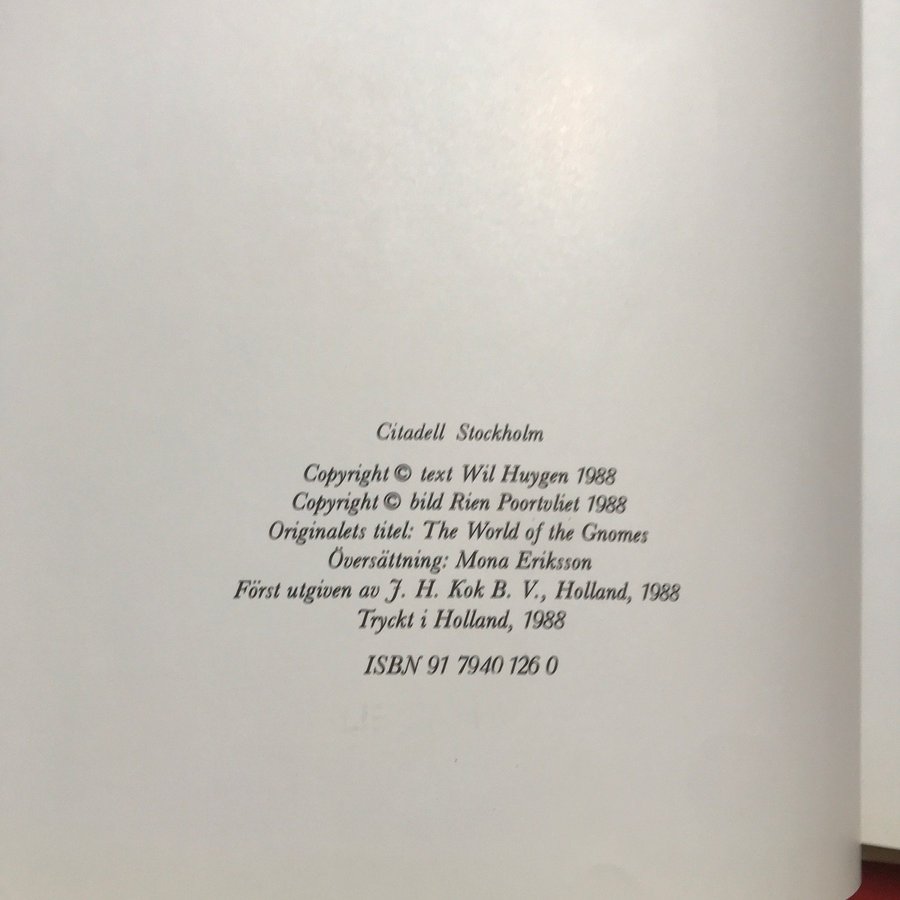 Citadell Stockholm
Copyright © text Wil Huygen 1988
Copyright © bild Rien Poortvliet 1988
Originalets titel: The World of the Gnomes
Översättning: Mona Eriksson
Först utgiven av J. H. Kok B. V., Holland, 1988
Tryckt i Holland, 1988
ISBN 91 7940 126 0